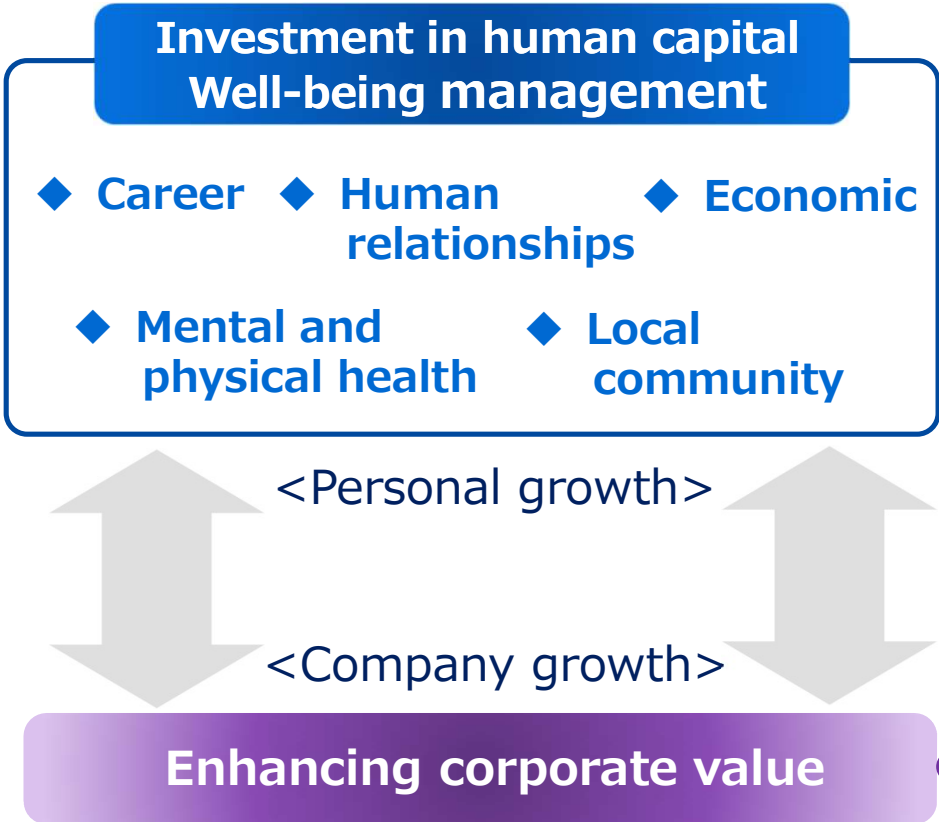 Investment in human capital
Well-being management
◆ Career ◆ Human ◆ Economic
relationships
◆ Mental and ◆ Local
physical health community
<Personal growth>
<Company growth>
Enhancing corporate value